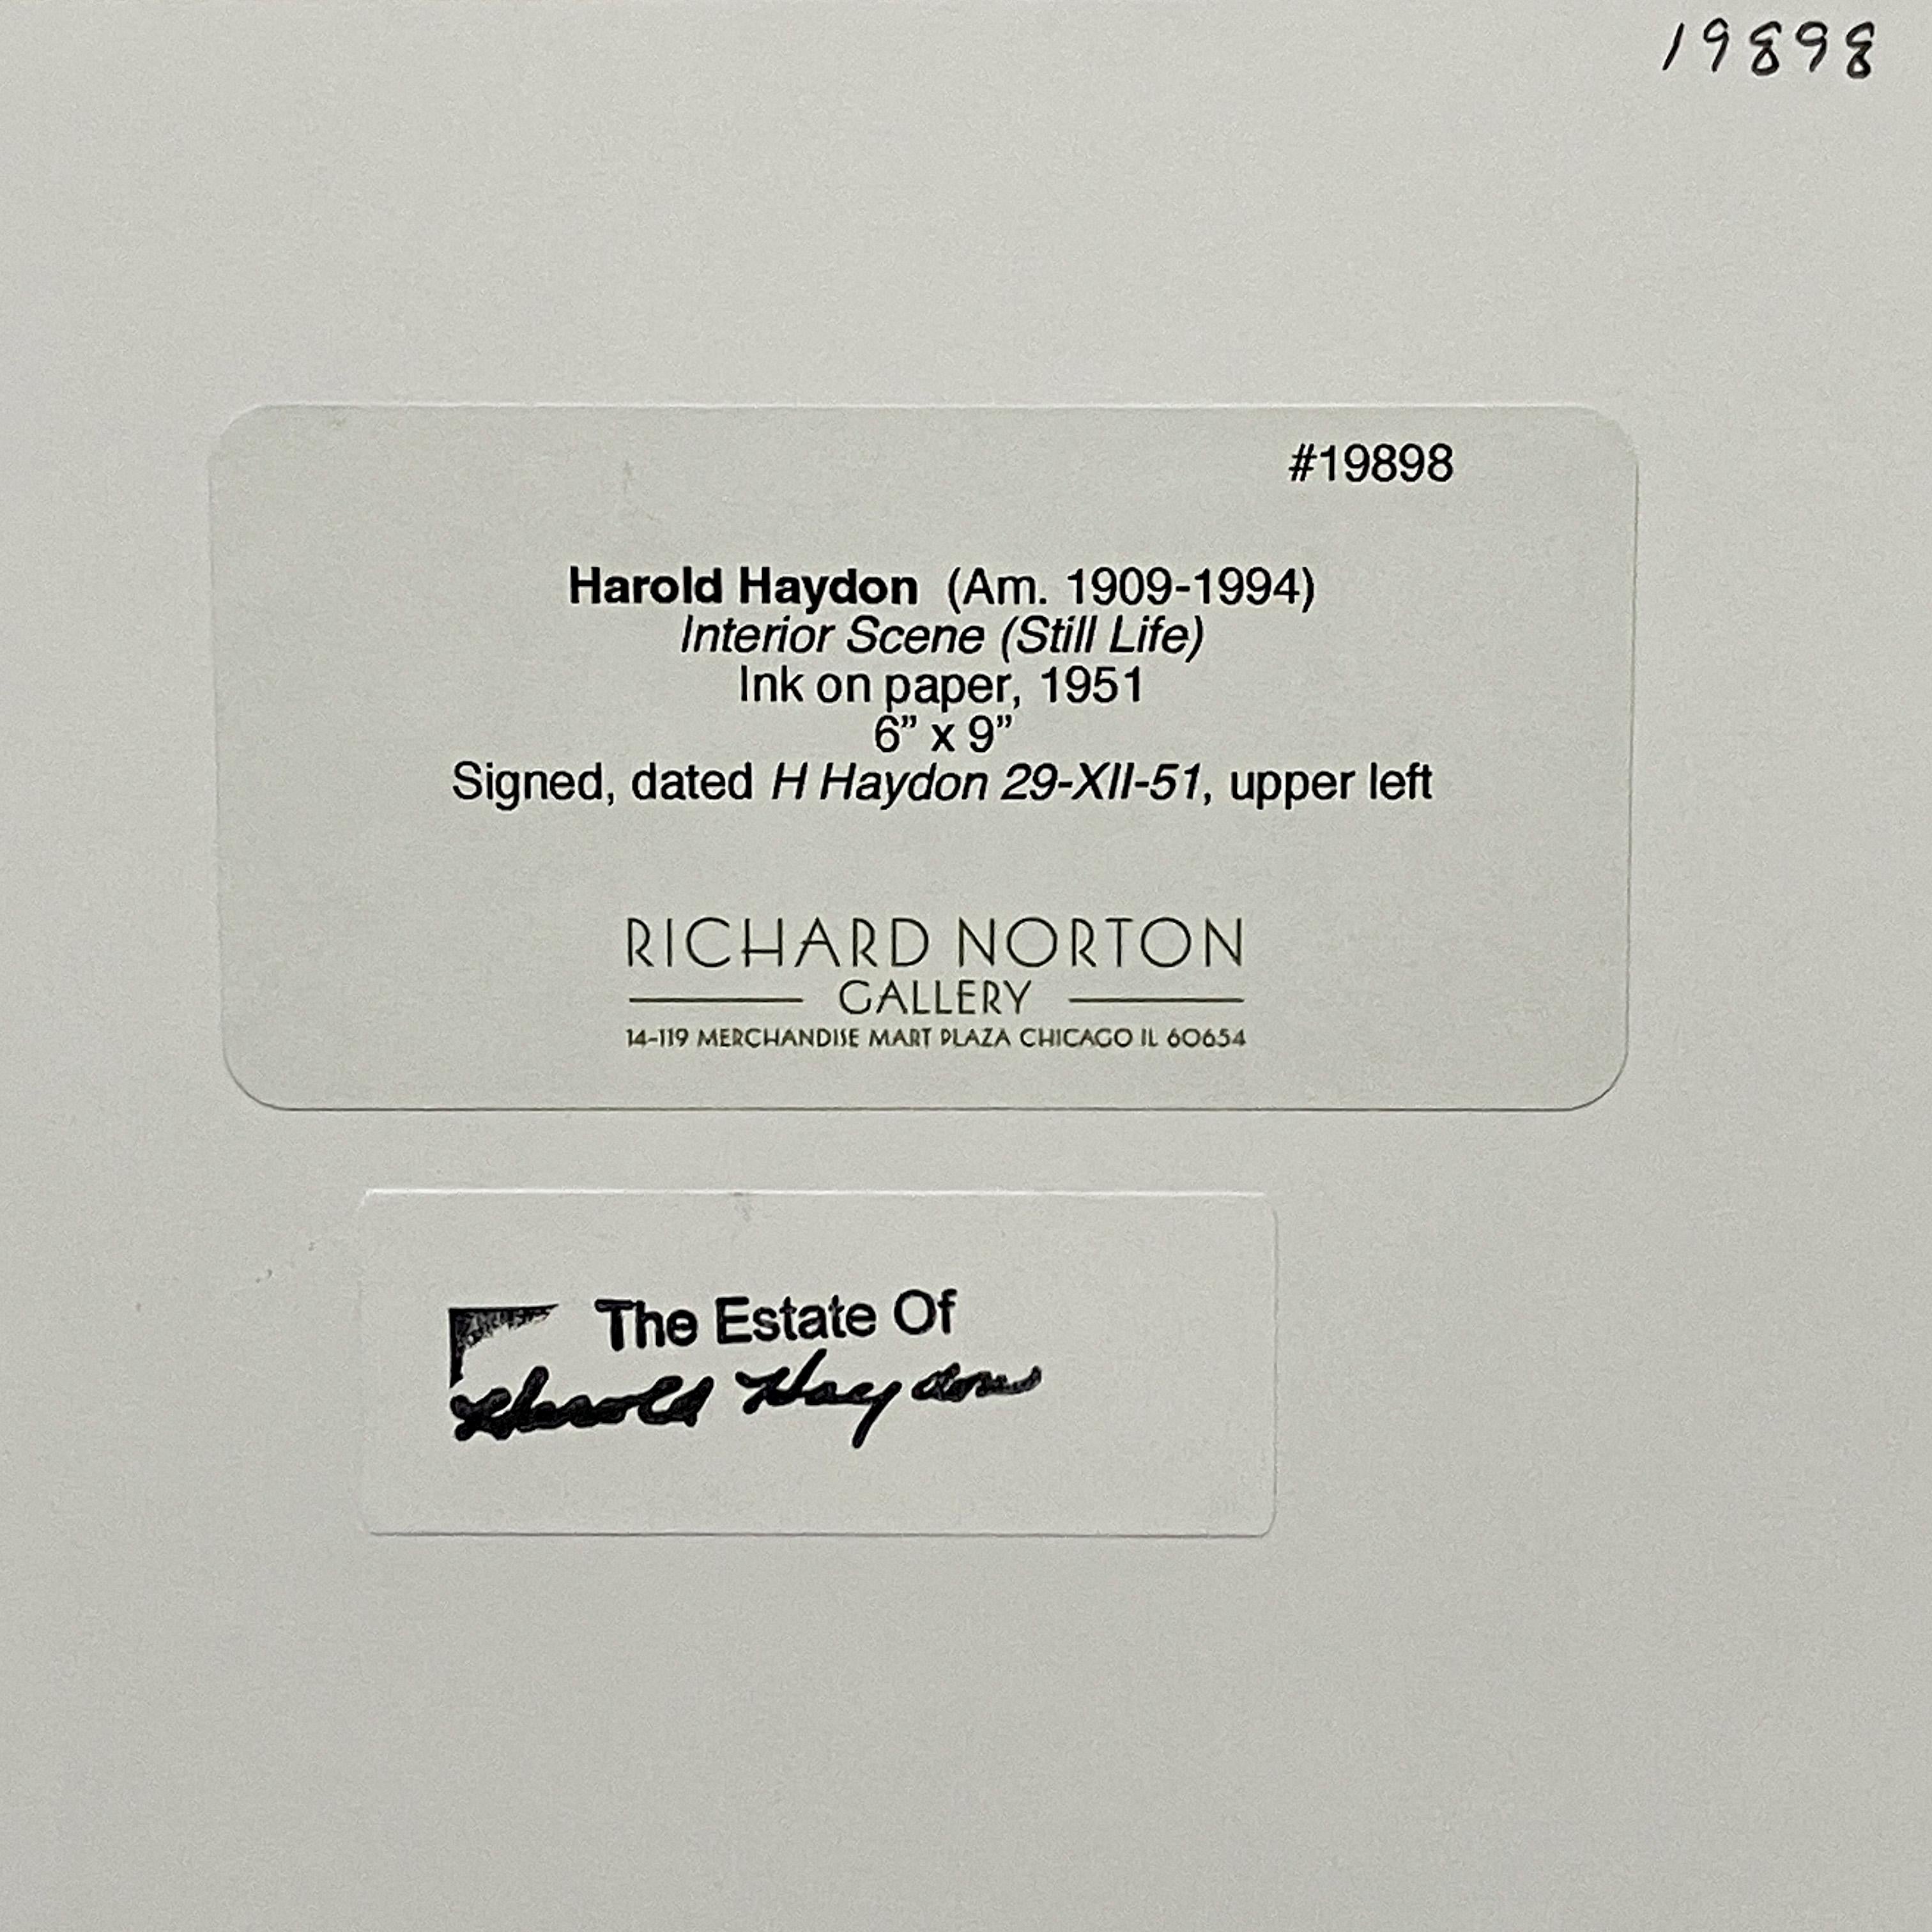 19898
#19898
Harold Haydon (Am. 1909-1994)
Interior Scene (Still Life)
Ink on paper, 1951
6” x 9”
Signed, dated H Haydon 29-XII-51, upper left
RICHARD NORTON
GALLERY
14-119 MERCHANDISE MART PLAZA CHICAGO IL 60654
The Estate Of
Harold Haydon